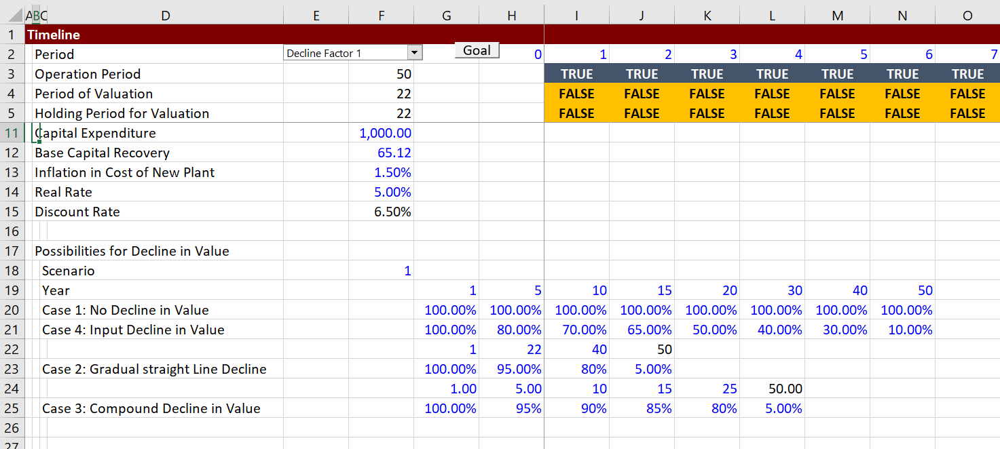 A B C D E F G H I J K L M N O
1 Timeline
2 Period Decline Factor 1 Goal 0 1 2 3 4 5 6 7
3 Operation Period 50 TRUE TRUE TRUE TRUE TRUE TRUE TRUE
4 Period of Valuation 22 FALSE FALSE FALSE FALSE FALSE FALSE FALSE
5 Holding Period for Valuation 22 FALSE FALSE FALSE FALSE FALSE FALSE FALSE
11 Capital Expenditure 1,000.00
12 Base Capital Recovery 65.12
13 Inflation in Cost of New Plant 1.50%
14 Real Rate 5.00%
15 Discount Rate 6.50%
16
17 Possibilities for Decline in Value
18 Scenario 1
19 Year 1 5 10 15 20 30 40 50
20 Case 1: No Decline in Value 100.00% 100.00% 100.00% 100.00% 100.00% 100.00% 100.00% 100.00%
21 Case 4: Input Decline in Value 100.00% 80.00% 70.00% 65.00% 50.00% 40.00% 30.00% 10.00%
22 1 22 40 50
23 Case 2: Gradual straight Line Decline 100.00% 95.00% 80% 5.00%
24 1.00 5.00 10 15 25 50.00
25 Case 3: Compound Decline in Value 100.00% 95% 90% 85% 80% 5.00%
26
27